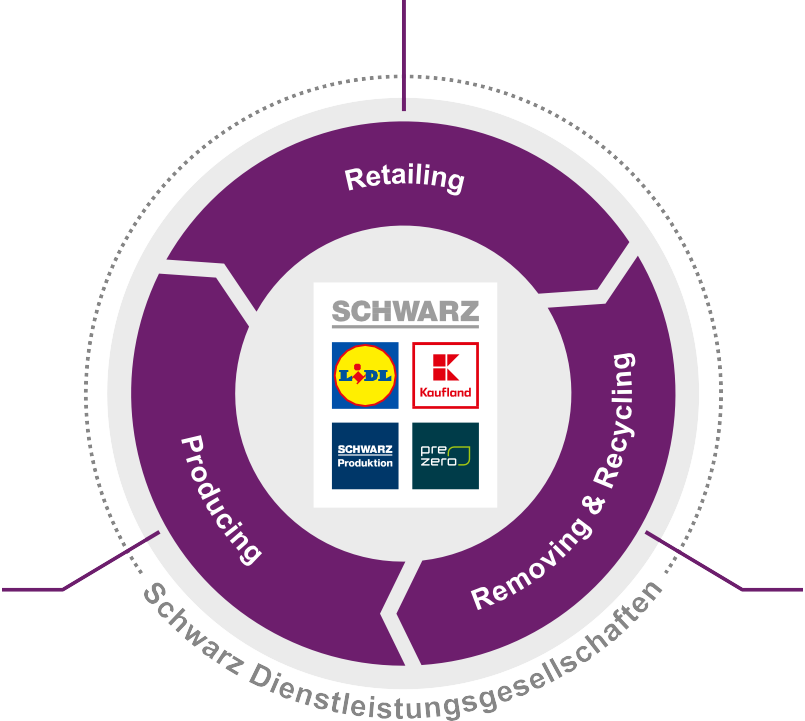 Retailing
SCHWARZ
LIDL
K
Kaufland
SCHWARZ
Produktion
pre
zero
Producing
Removing & Recycling
Schwarz Dienstleistungsgesellschaften